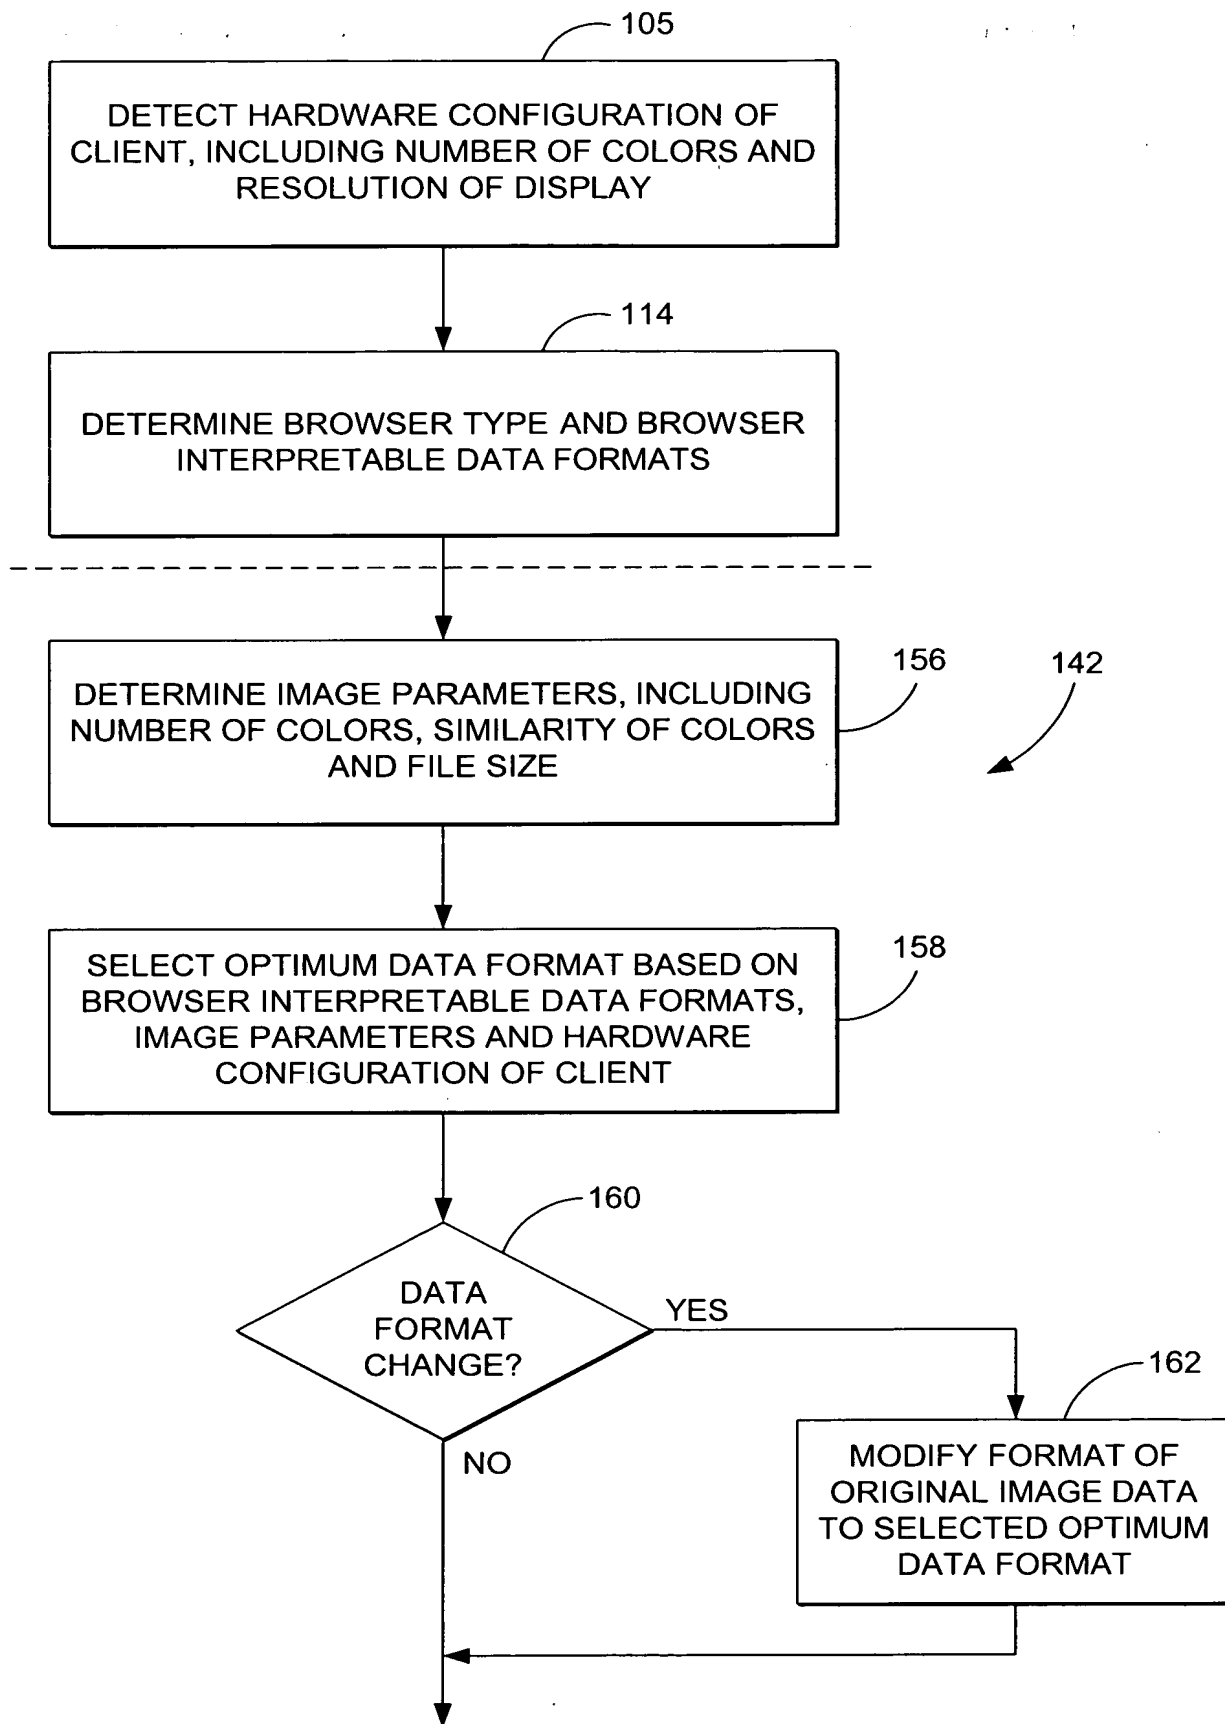 105
DETECT HARDWARE CONFIGURATION OF
CLIENT, INCLUDING NUMBER OF COLORS AND
RESOLUTION OF DISPLAY
114
DETERMINE BROWSER TYPE AND BROWSER
INTERPRETABLE DATA FORMATS
156
142
DETERMINE IMAGE PARAMETERS, INCLUDING
NUMBER OF COLORS, SIMILARITY OF COLORS
AND FILE SIZE
158
SELECT OPTIMUM DATA FORMAT BASED ON
BROWSER INTERPRETABLE DATA FORMATS,
IMAGE PARAMETERS AND HARDWARE
CONFIGURATION OF CLIENT
160
DATA
FORMAT
CHANGE?
YES
NO
162
MODIFY FORMAT OF
ORIGINAL IMAGE DATA
TO SELECTED OPTIMUM
DATA FORMAT